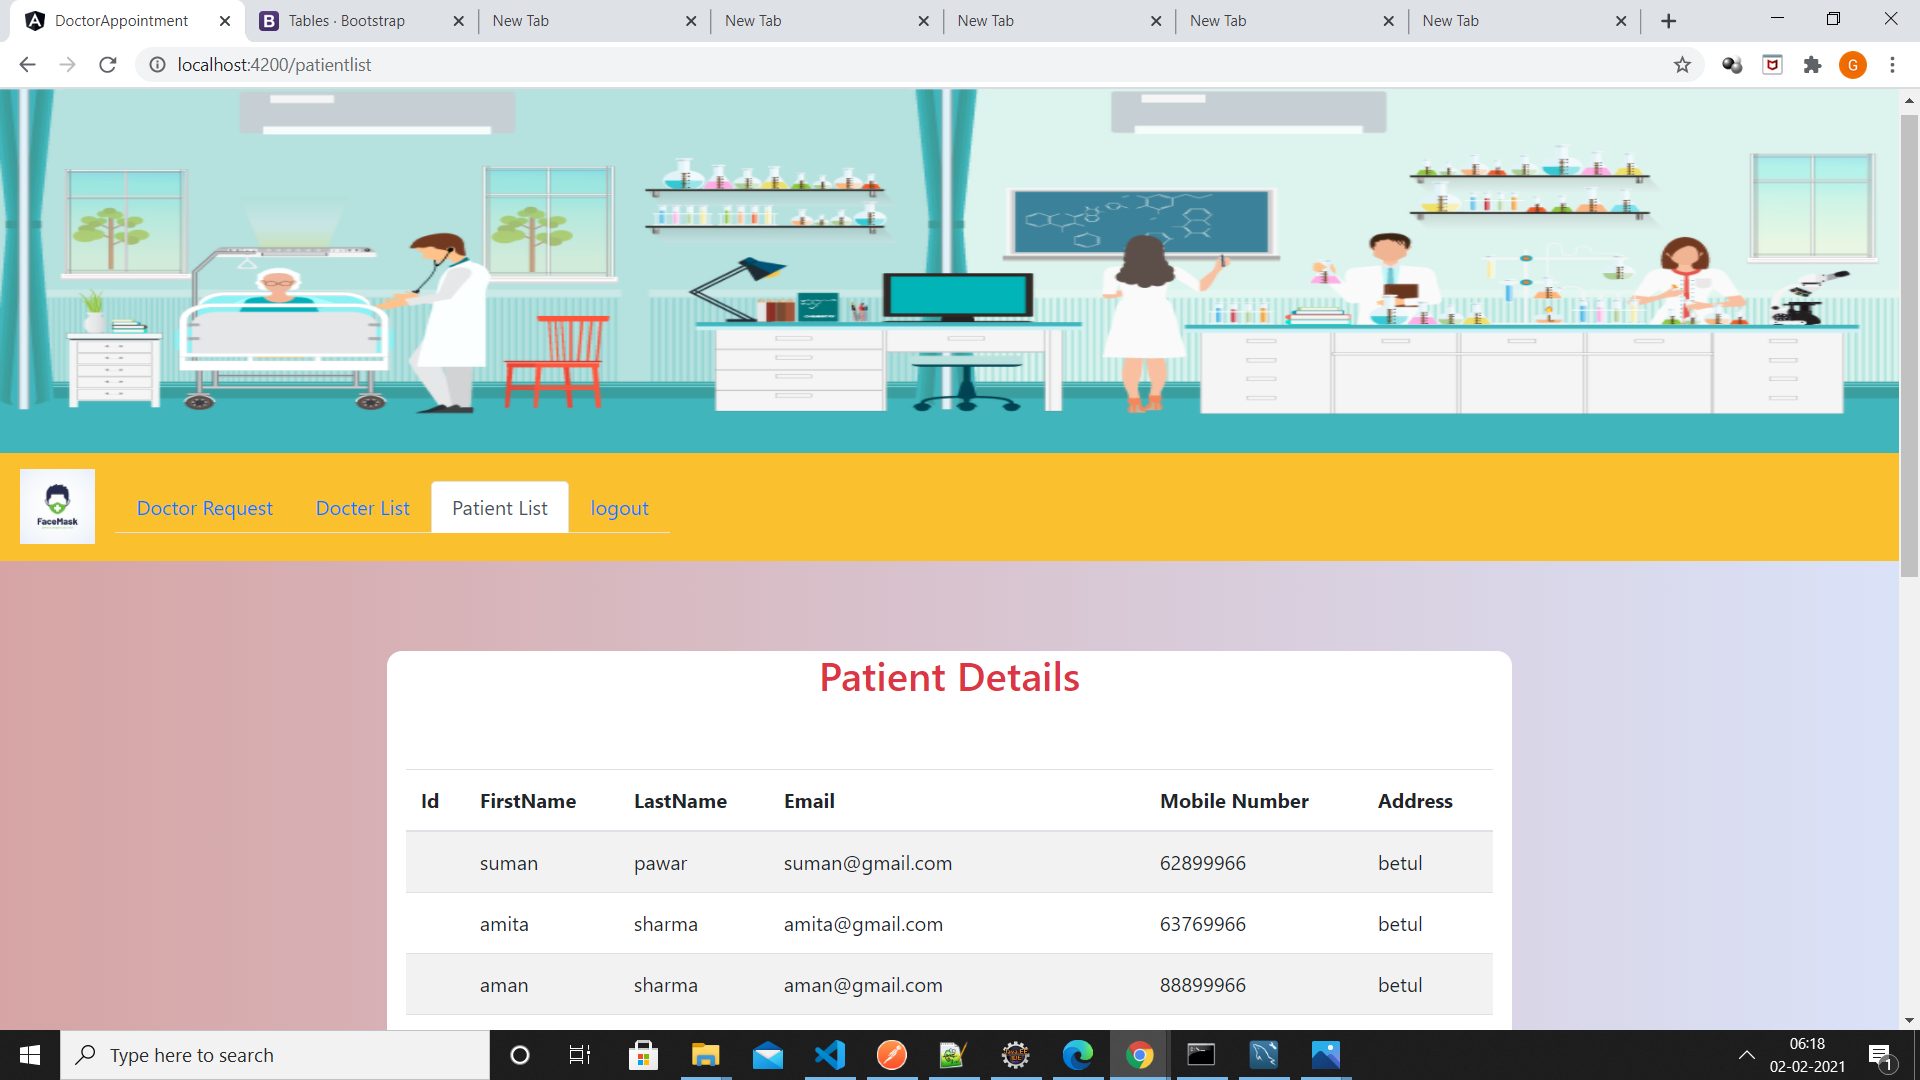 DoctorAppointment Tables · Bootstrap New Tab New Tab New Tab New Tab New Tab
localhost:4200/patientlist
FaceMask
Doctor Request Docter List Patient List logout
Patient Details
Id FirstName LastName Email Mobile Number Address
suman pawar suman@gmail.com 62899966 betul
amita sharma amita@gmail.com 63769966 betul
aman sharma aman@gmail.com 88899966 betul
Type here to search
06:18
02-02-2021
1
G